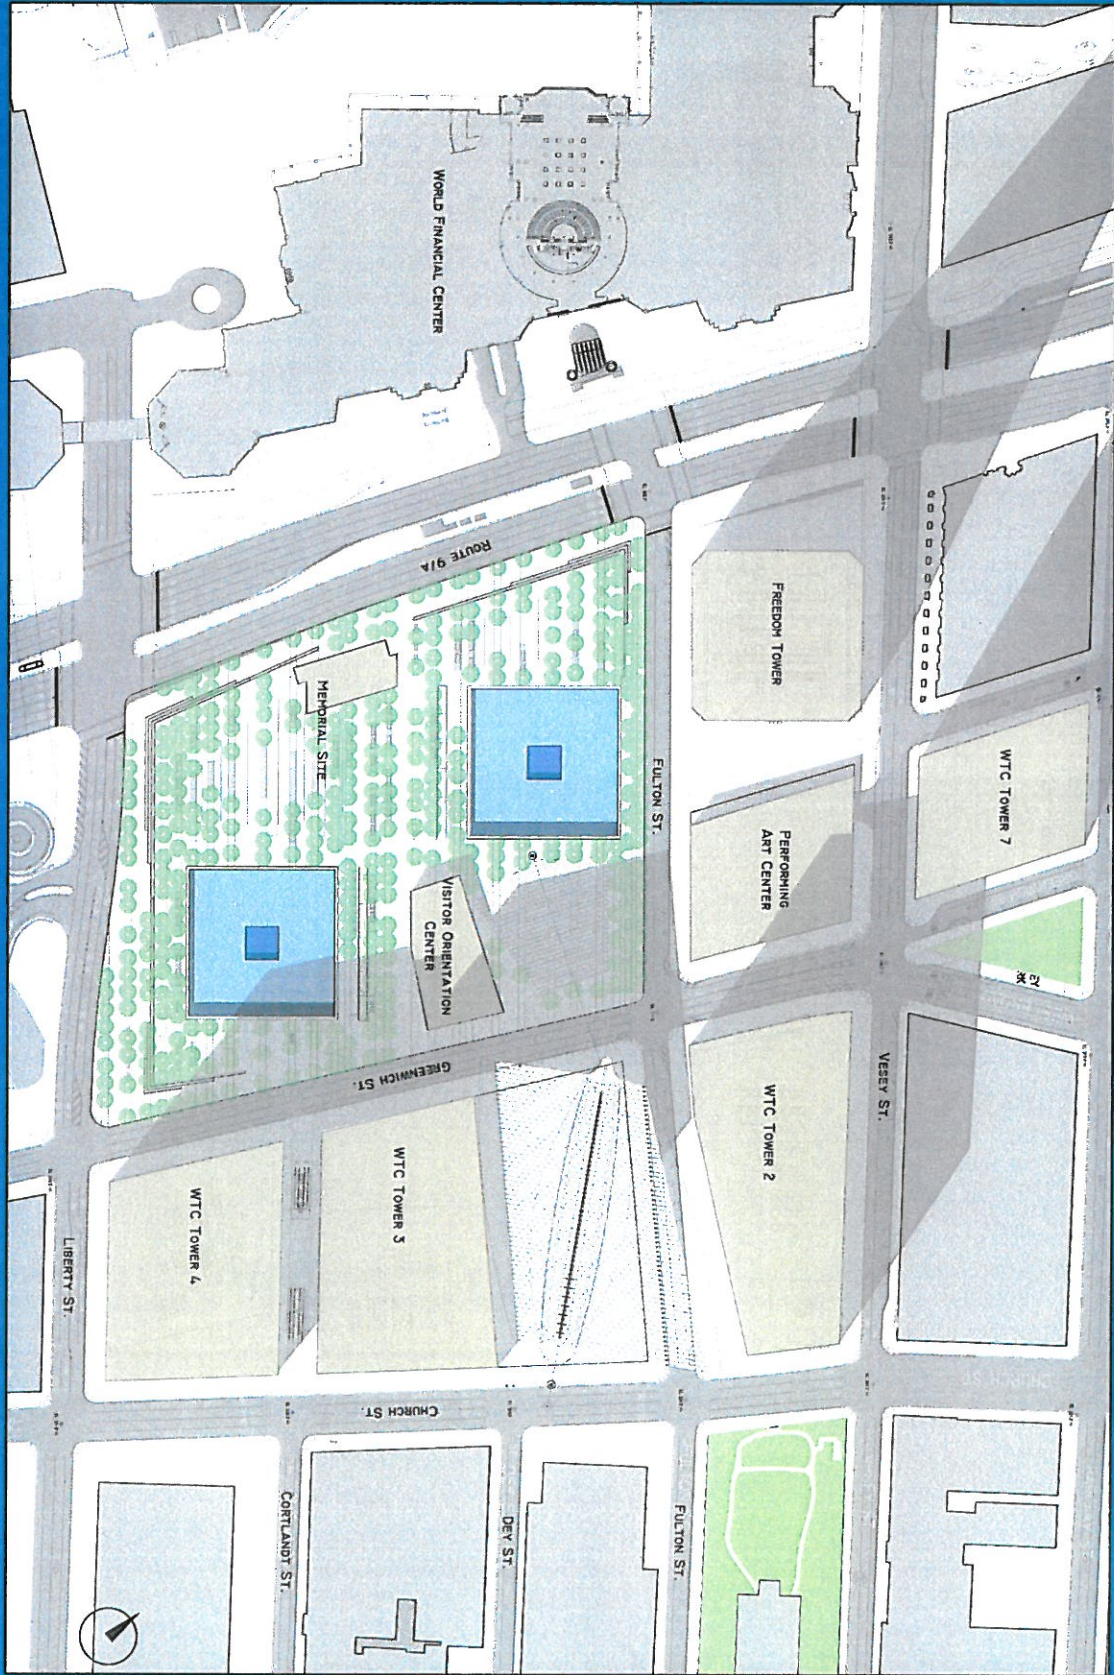 WORLD FINANCIAL CENTER
ROUTE 9/A
FREEDOM TOWER
WTC TOWER 7
MEMORIAL SITE
FULTON ST.
PERFORMING
ART CENTER
VISITOR ORIENTATION
CENTER
EY
GREENWICH ST.
WTC TOWER 2
VESEY ST.
WTC TOWER 3
WTC TOWER 4
LIBERTY ST.
CHURCH ST.
CHURCH ST
CORTLANDT ST.
DEY ST.
FULTON ST.